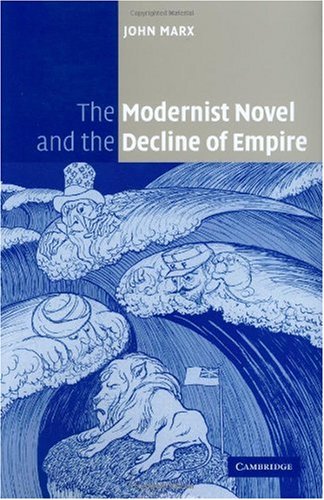 JOHN MARX
The Modernist Novel
and the Decline of Empire
CAMBRIDGE